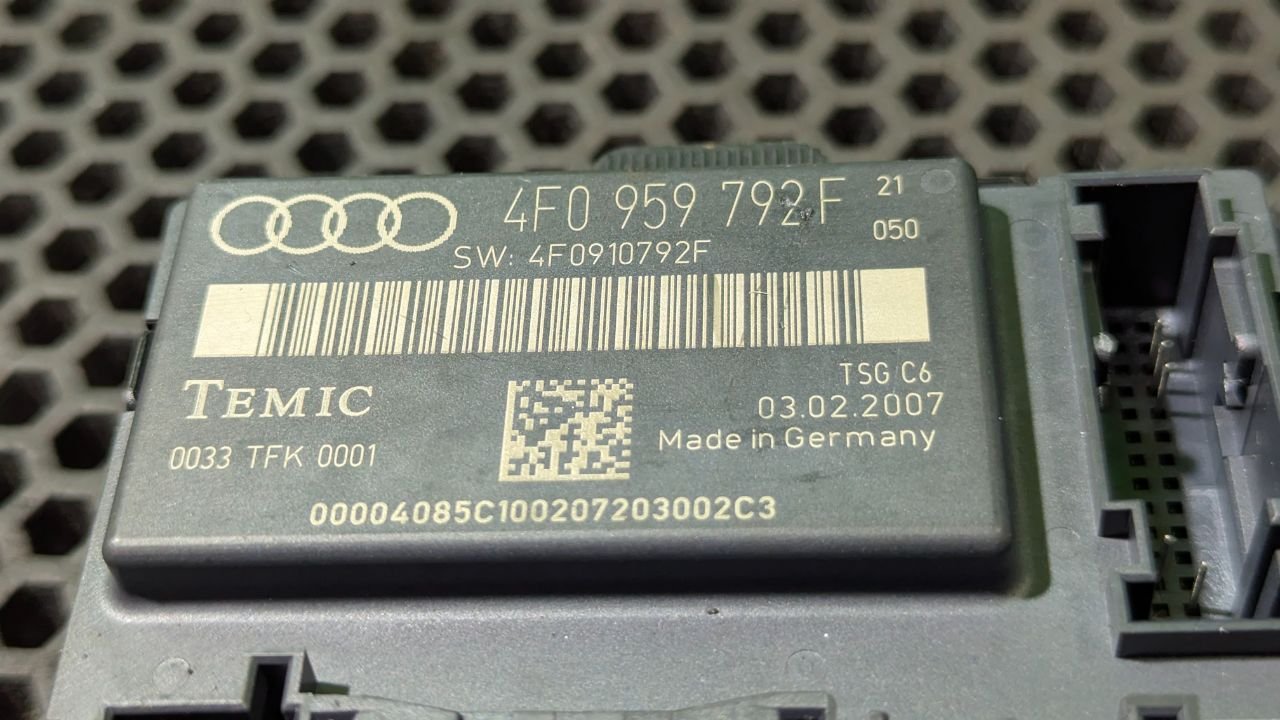 4F0 959 792F 21
050
SW: 4F0910792F
TEMIC
TSG C6
03.02.2007
Made in Germany
0033 TFK 0001
00004085C100207203002C3